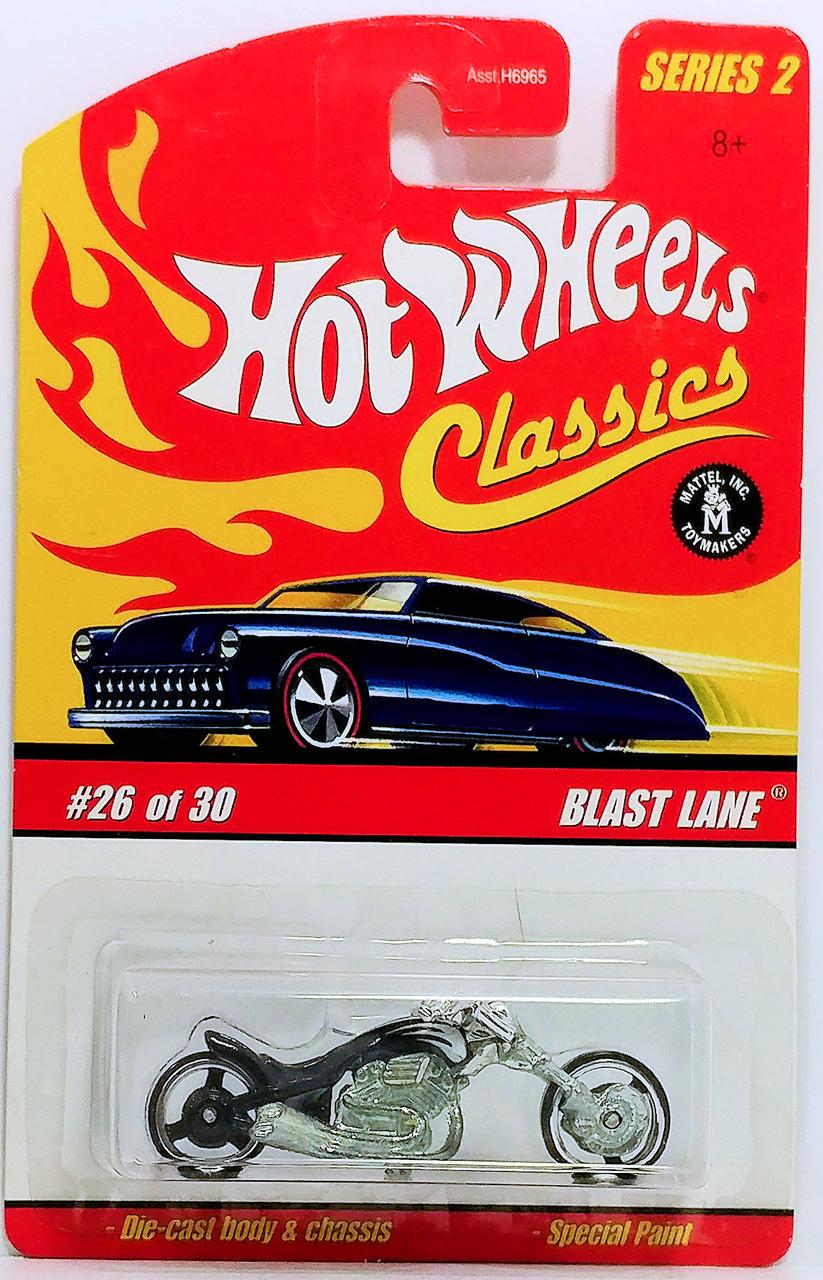 Asst.H6965
SERIES 2
8+
Hot Wheels®
Classics
MATTEL, INC.
M
TOYMAKERS
®
#26 of 30
BLAST LANE®
- Die-cast body & chassis
- Special Paint